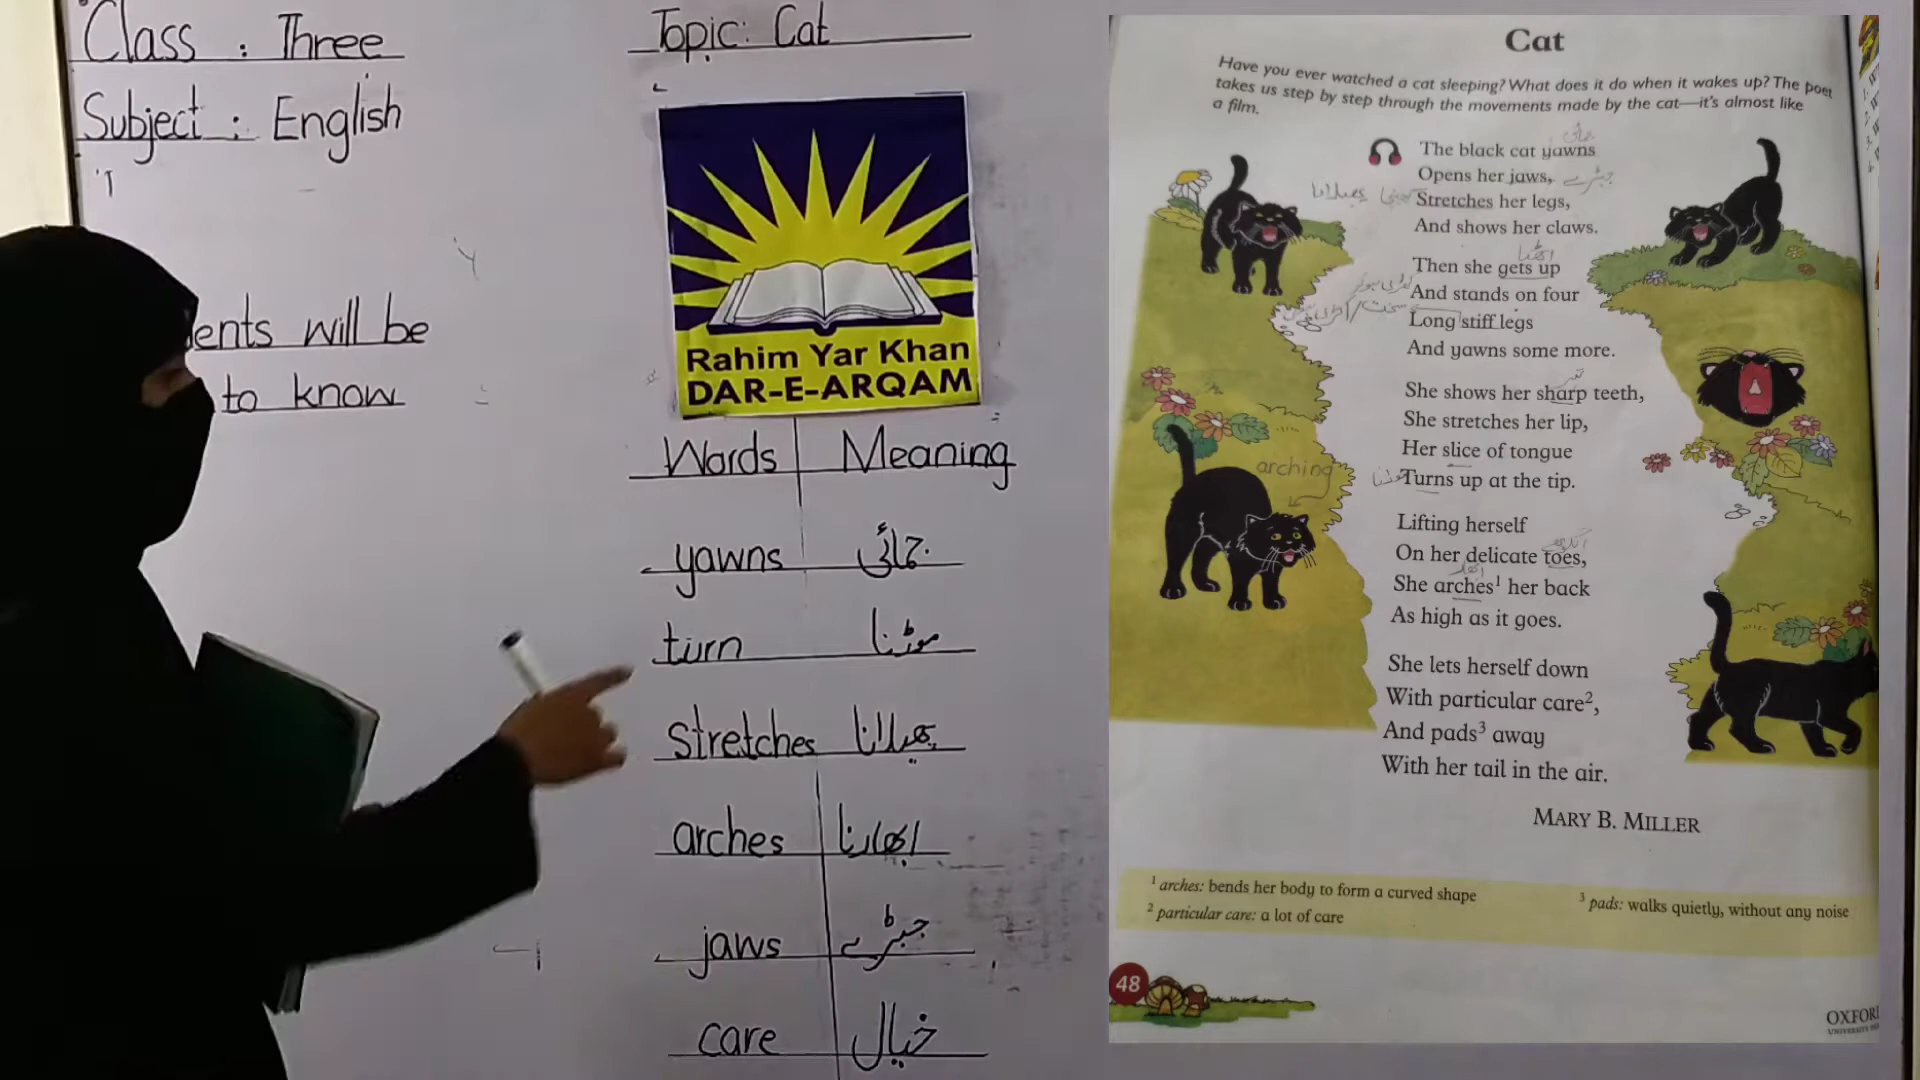 Class : Three
Subject : English
ents will be
to know
Topic: Cat
Rahim Yar Khan
DAR-E-ARQAM
Words Meaning
yawns جمائی
turn موڑنا
stretches پھیلانا
arches ابھارنا
jaws جبڑے
care خیال
Cat
Have you ever watched a cat sleeping? What does it do when it wakes up? The poet
takes us step by step through the movements made by the cat—it's almost like
a film.
The black cat yawns
جمائی
Opens her jaws, جبڑے
Stretches her legs,
پھیلانا
And shows her claws.
Then she gets up
اٹھنا
And stands on four
Long stiff legs
And yawns some more.
She shows her sharp teeth,
تیز
She stretches her lip,
Her slice of tongue
Turns up at the tip.
موڑنا
arching
Lifting herself
On her delicate toes,
She arches¹ her back
As high as it goes.
She lets herself down
With particular care²,
And pads³ away
With her tail in the air.
MARY B. MILLER
¹ arches: bends her body to form a curved shape
² particular care: a lot of care
³ pads: walks quietly, without any noise
48
OXFOR